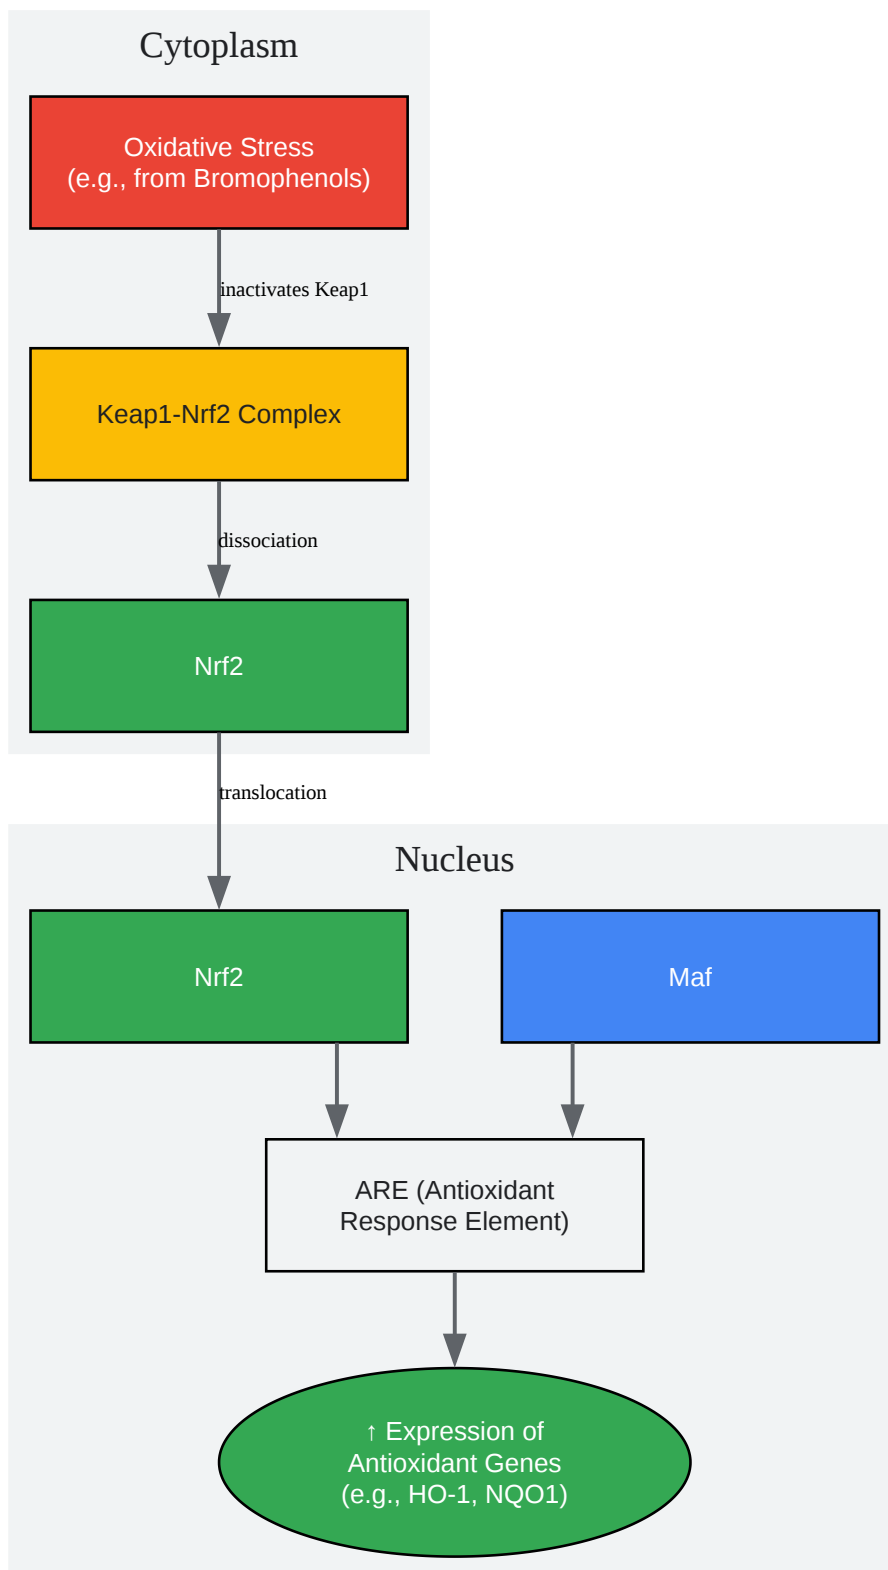 Cytoplasm
Oxidative Stress
(e.g., from Bromophenols)
inactivates Keap1
Keap1-Nrf2 Complex
dissociation
Nrf2
translocation
Nucleus
Nrf2
Maf
ARE (Antioxidant
Response Element)
↑ Expression of
Antioxidant Genes
(e.g., HO-1, NQO1)